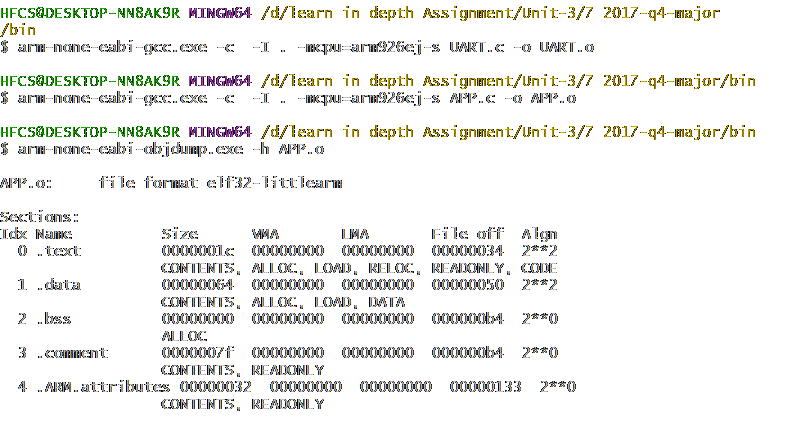 HFCS@DESKTOP-NN8AK9R MINGW64 /d/learn in depth Assignment/Unit-3/7 2017-q4-major
/bin
$ arm-none-eabi-gcc.exe -c  -I . -mcpu=arm926ej-s UART.c -o UART.o
HFCS@DESKTOP-NN8AK9R MINGW64 /d/learn in depth Assignment/Unit-3/7 2017-q4-major/bin
$ arm-none-eabi-gcc.exe -c  -I . -mcpu=arm926ej-s APP.c -o APP.o
HFCS@DESKTOP-NN8AK9R MINGW64 /d/learn in depth Assignment/Unit-3/7 2017-q4-major/bin
$ arm-none-eabi-objdump.exe -h APP.o
APP.o:     file format elf32-littlearm
Sections:
Idx Name          Size      VMA       LMA       File off  Algn
  0 .text         0000001c  00000000  00000000  00000034  2**2
                  CONTENTS, ALLOC, LOAD, RELOC, READONLY, CODE
  1 .data         00000064  00000000  00000000  00000050  2**2
                  CONTENTS, ALLOC, LOAD, DATA
  2 .bss          00000000  00000000  00000000  000000b4  2**0
                  ALLOC
  3 .comment      0000007f  00000000  00000000  000000b4  2**0
                  CONTENTS, READONLY
  4 .ARM.attributes 00000032  00000000  00000000  00000133  2**0
                  CONTENTS, READONLY